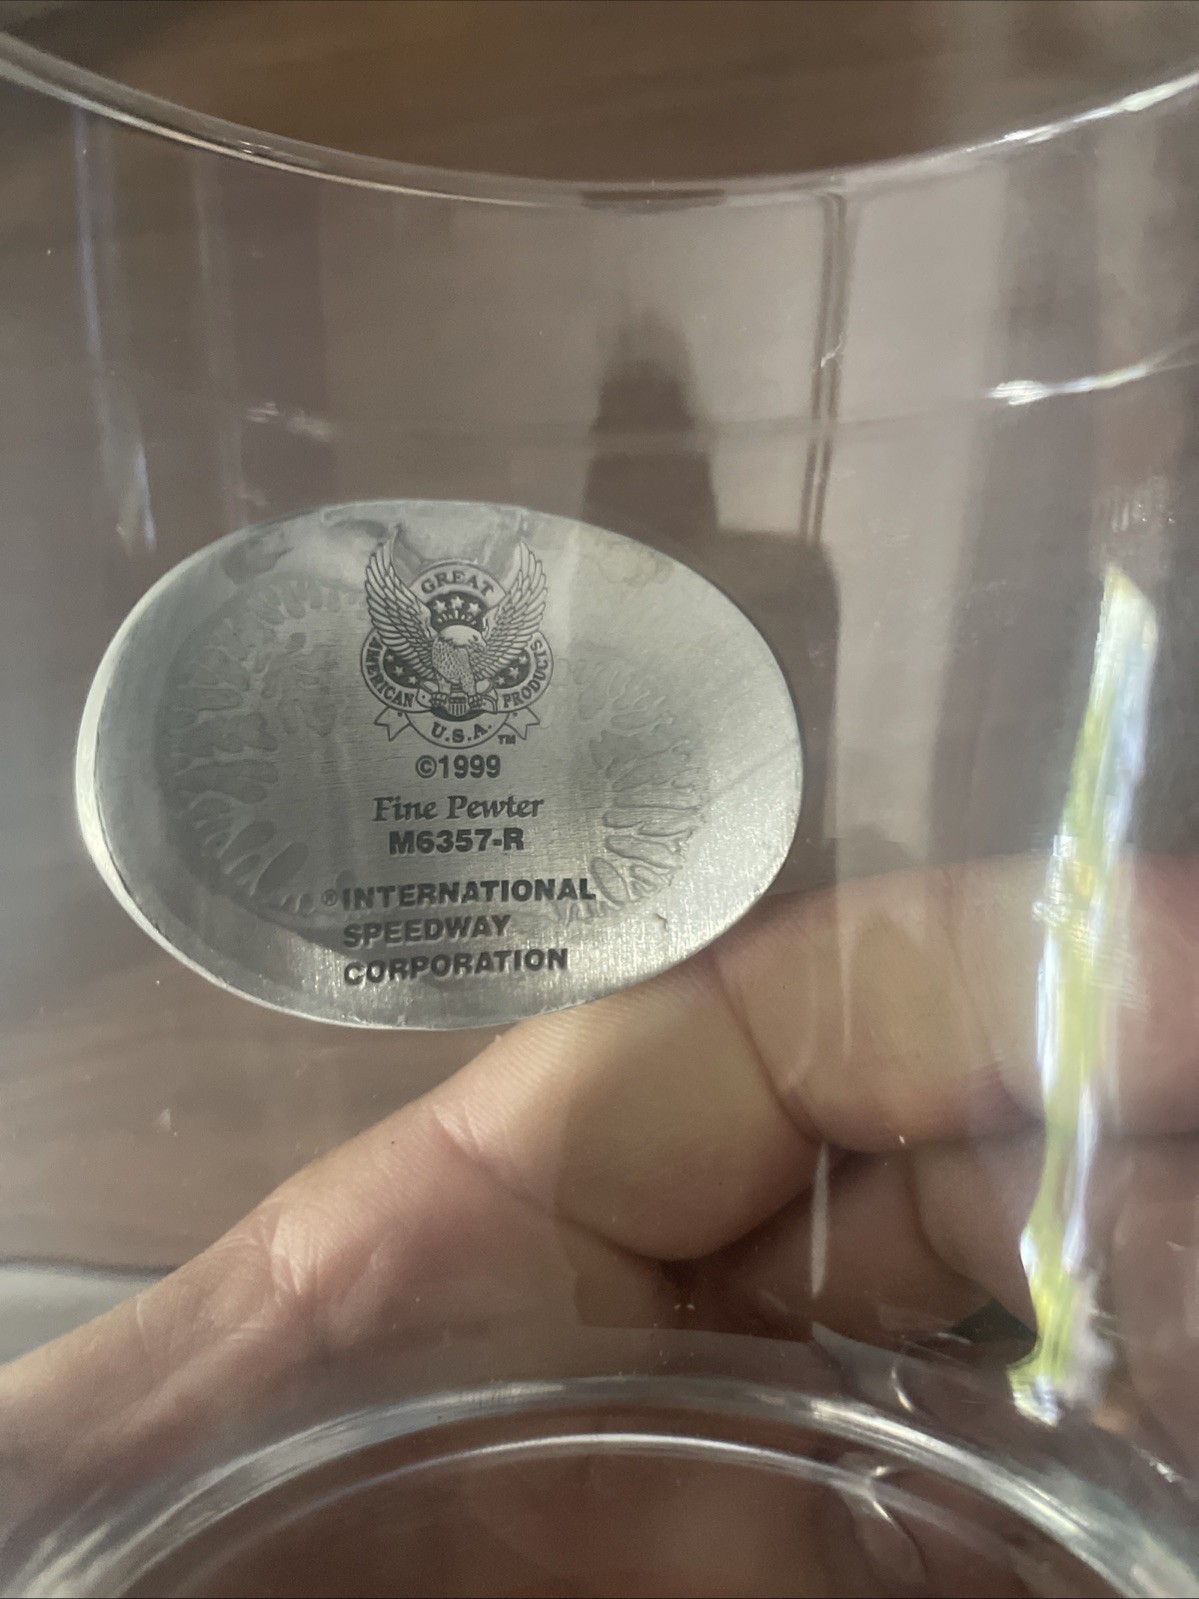 GREAT
AMERICAN PRODUCTS
U.S.A. ™
©1999
Fine Pewter
M6357-R
®INTERNATIONAL
SPEEDWAY
CORPORATION